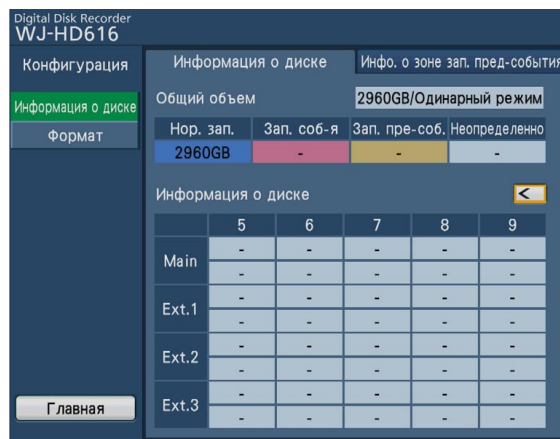 Digital Disk Recorder
WJ-HD616
Конфигурация
Информация о диске
Формат
Главная
Информация о диске
Инфо. о зоне зап. пред-события
Общий объем
2960GB/Одинарный режим
Нор. зап. Зап. соб-я Зап. пре-соб. Неопределенно
2960GB - - -
Информация о диске <
5 6 7 8 9
Main - - - - -
- - - - -
Ext.1 - - - - -
- - - - -
Ext.2 - - - - -
- - - - -
Ext.3 - - - - -
- - - - -